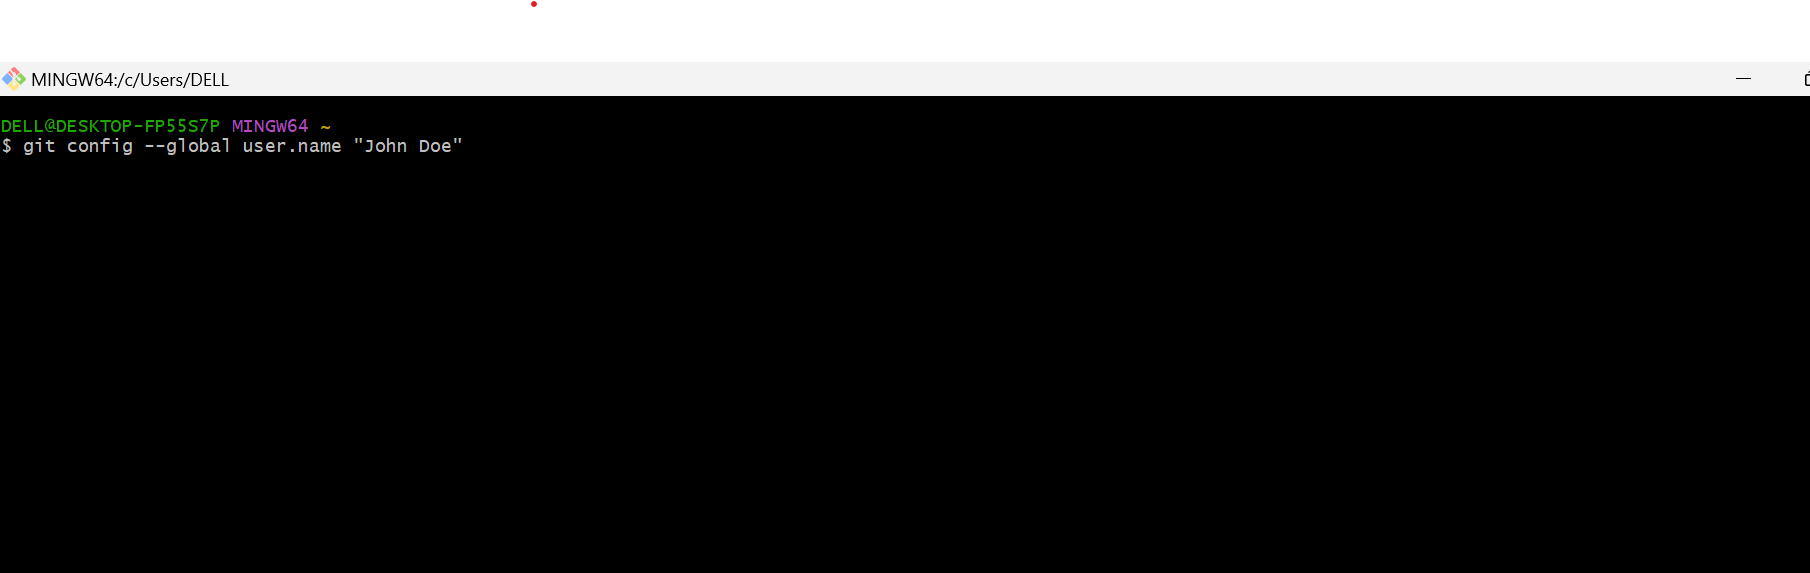 MINGW64:/c/Users/DELL
DELL@DESKTOP-FP55S7P MINGW64 ~
$ git config --global user.name "John Doe"